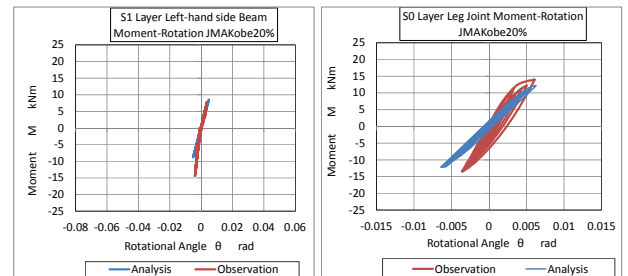 S1 Layer Left-hand side Beam
Moment-Rotation JMAKobe20%
25
20
15
10
5
0
-5
-10
-15
-20
-25
Moment M kNm
-0.08 -0.06 -0.04 -0.02 0 0.02 0.04 0.06
Rotational Angle θ rad
Analysis Observation
S0 Layer Leg Joint Moment-Rotation
JMAKobe20%
25
20
15
10
5
0
-5
-10
-15
-20
-25
Moment M kNm
-0.015 -0.01 -0.005 0 0.005 0.01 0.015
Rotational Angle θ rad
Observation Analysis